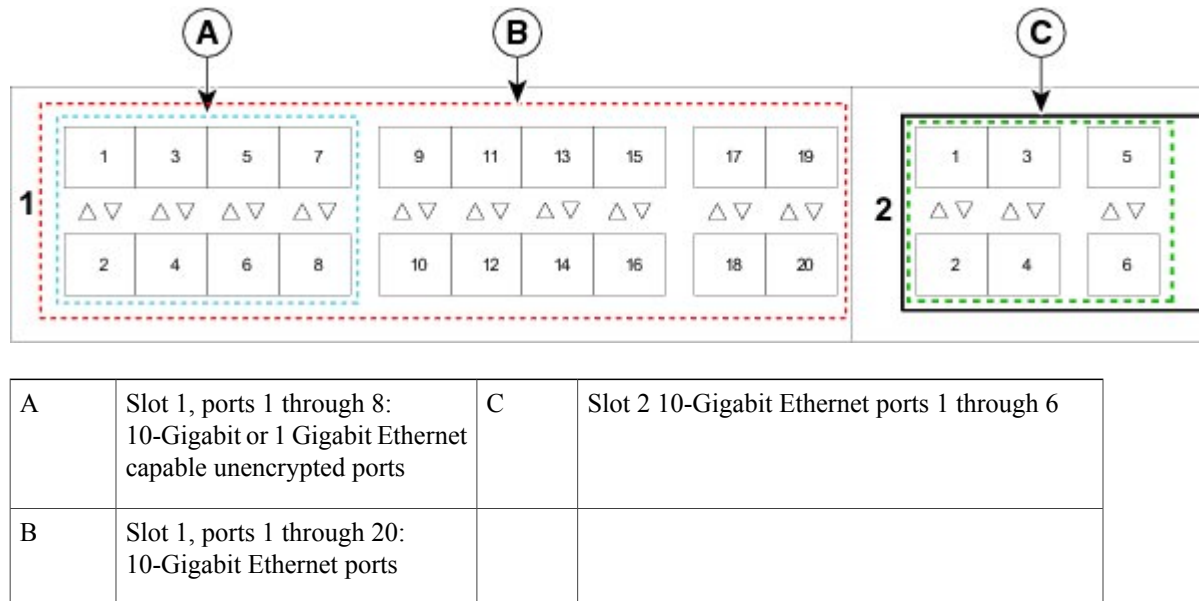 A B C
1 3 5 7 9 11 13 15 17 19 1 3 5
1 2
2 4 6 8 10 12 14 16 18 20 2 4 6
A Slot 1, ports 1 through 8: C Slot 2 10-Gigabit Ethernet ports 1 through 6
10-Gigabit or 1 Gigabit Ethernet
capable unencrypted ports
B Slot 1, ports 1 through 20:
10-Gigabit Ethernet ports